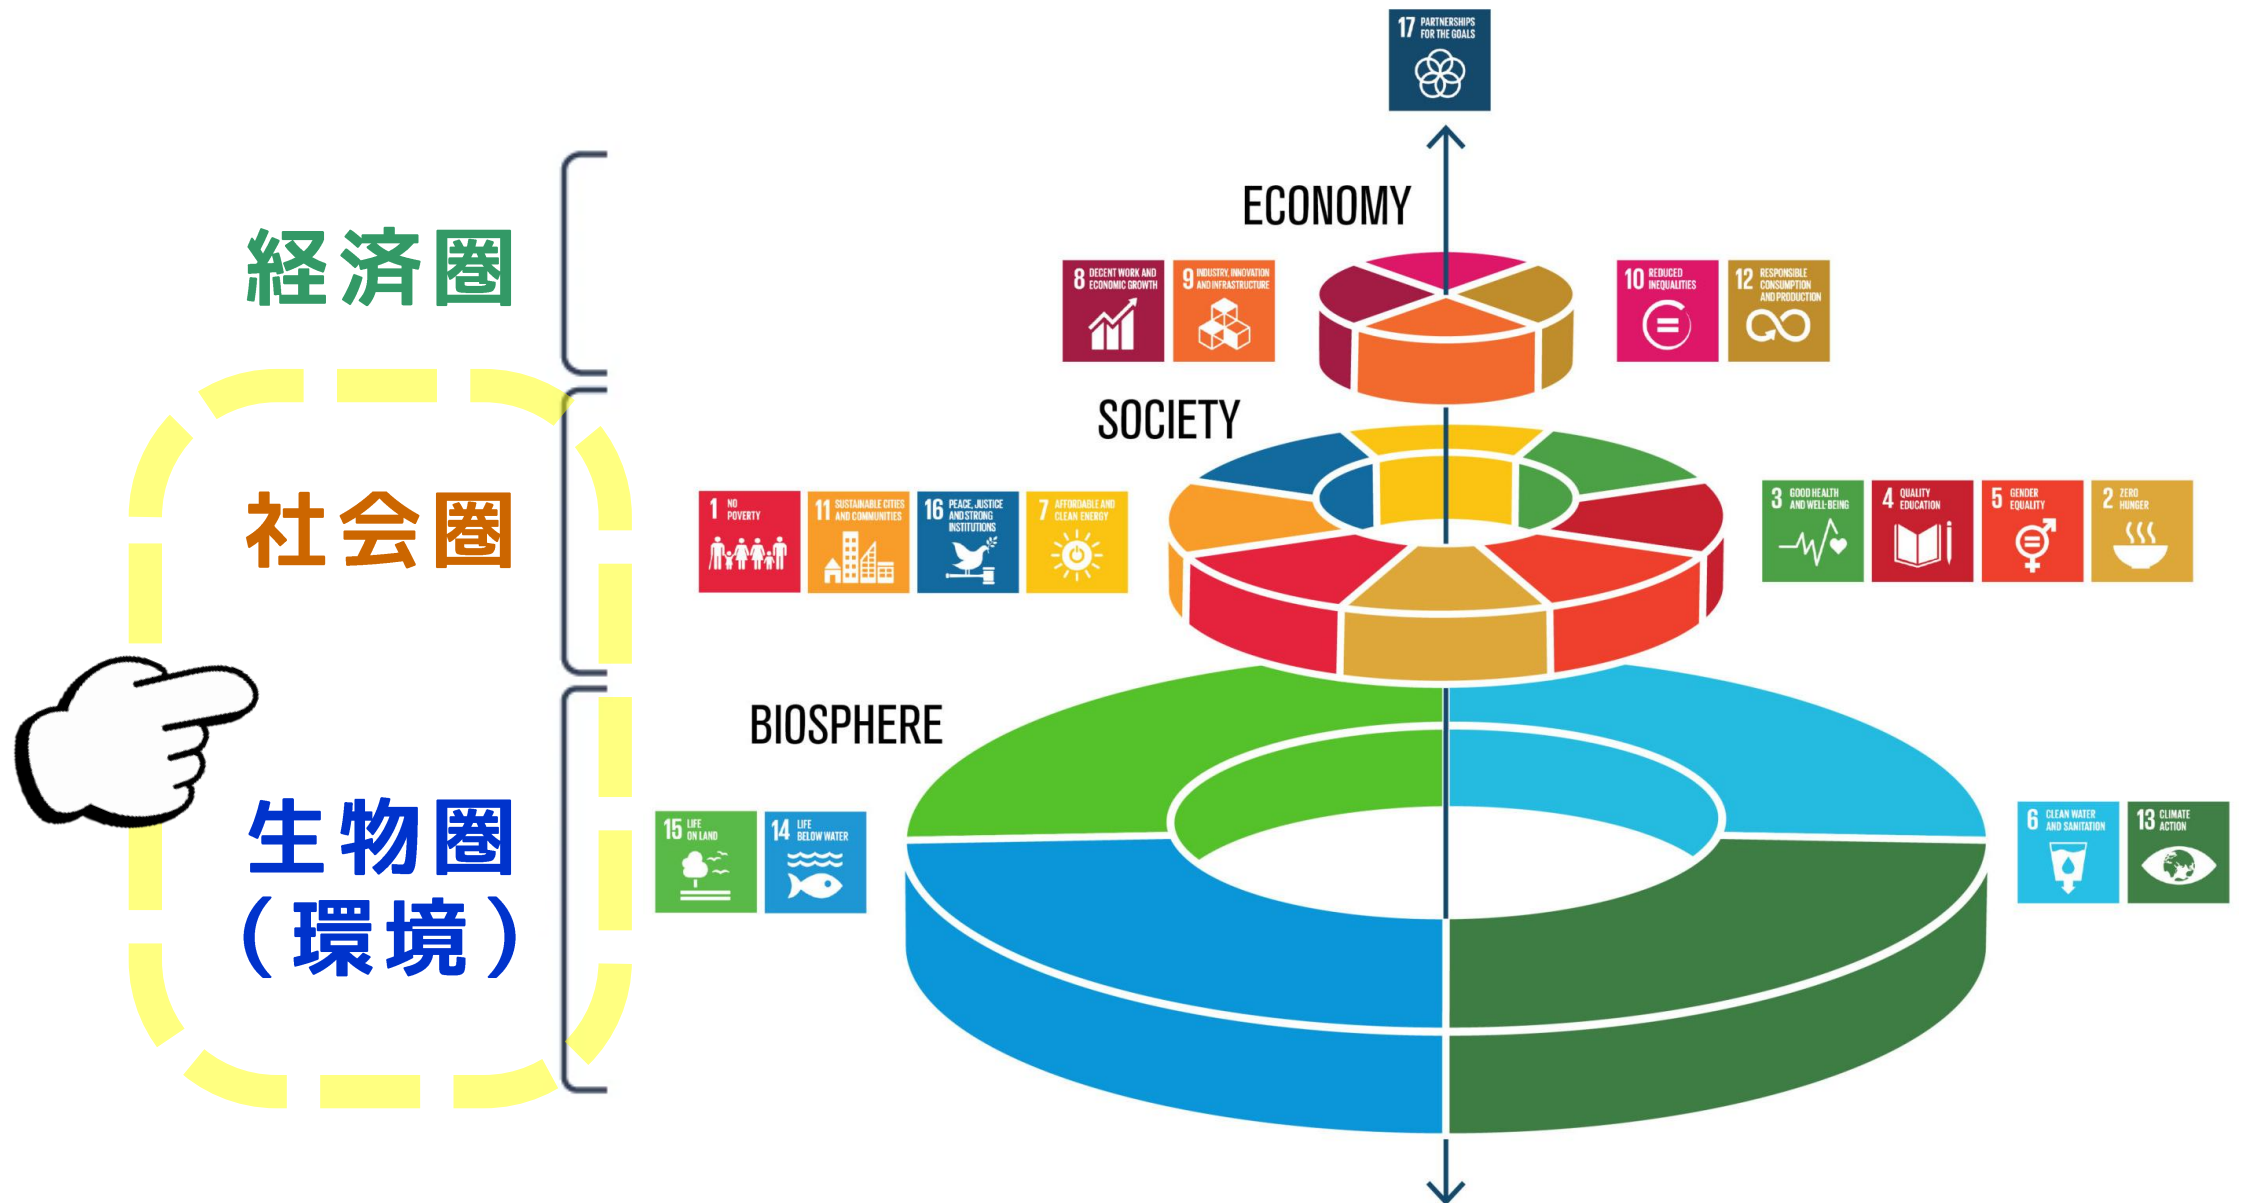 17 PARTNERSHIPS
FOR THE GOALS
ECONOMY
経済圏
8 DECENT WORK AND
ECONOMIC GROWTH
9 INDUSTRY, INNOVATION
AND INFRASTRUCTURE
10 REDUCED
INEQUALITIES
12 RESPONSIBLE
CONSUMPTION
AND PRODUCTION
SOCIETY
社会圏
1 NO
POVERTY
11 SUSTAINABLE CITIES
AND COMMUNITIES
16 PEACE, JUSTICE
AND STRONG
INSTITUTIONS
7 AFFORDABLE AND
CLEAN ENERGY
3 GOOD HEALTH
AND WELL-BEING
4 QUALITY
EDUCATION
5 GENDER
EQUALITY
2 ZERO
HUNGER
BIOSPHERE
生物圏
(環境)
15 LIFE
ON LAND
14 LIFE
BELOW WATER
6 CLEAN WATER
AND SANITATION
13 CLIMATE
ACTION